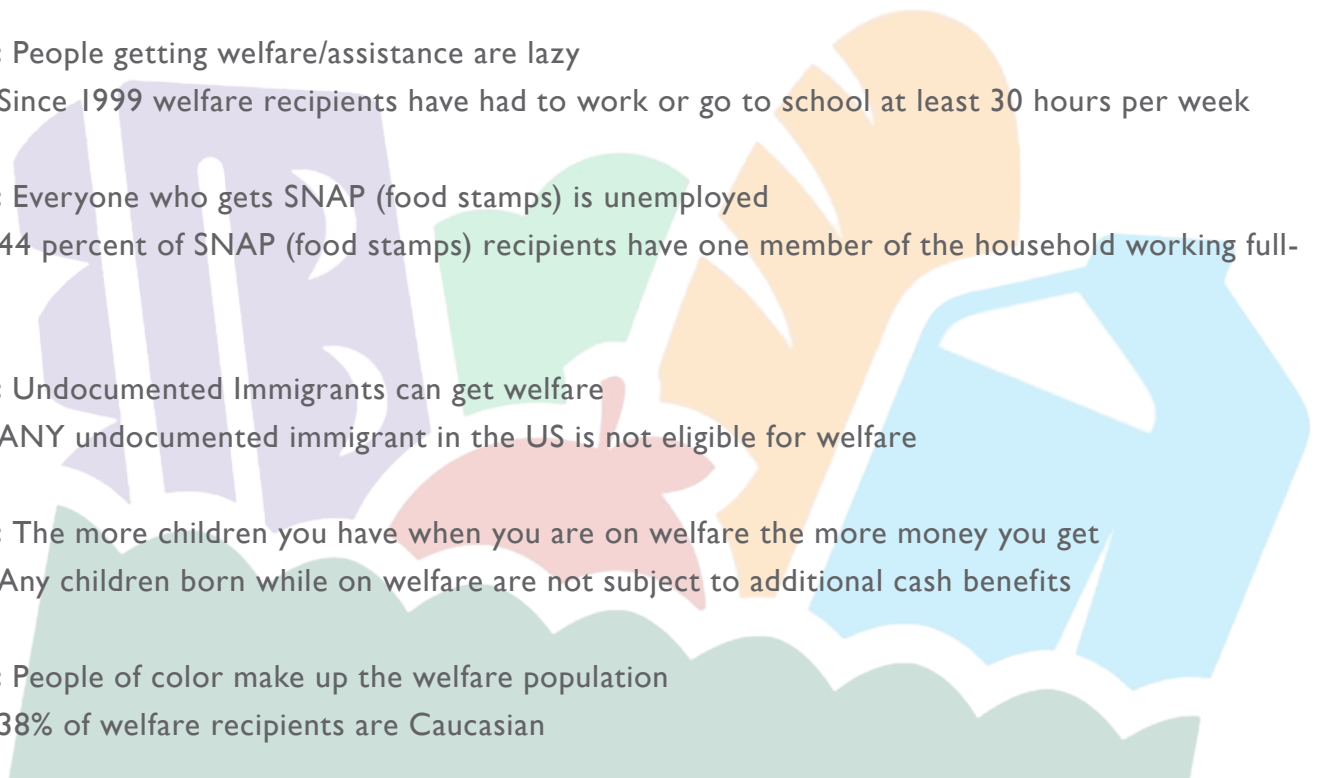 : People getting welfare/assistance are lazy
Since 1999 welfare recipients have had to work or go to school at least 30 hours per week
: Everyone who gets SNAP (food stamps) is unemployed
44 percent of SNAP (food stamps) recipients have one member of the household working full-
: Undocumented Immigrants can get welfare
ANY undocumented immigrant in the US is not eligible for welfare
: The more children you have when you are on welfare the more money you get
Any children born while on welfare are not subject to additional cash benefits
: People of color make up the welfare population
38% of welfare recipients are Caucasian